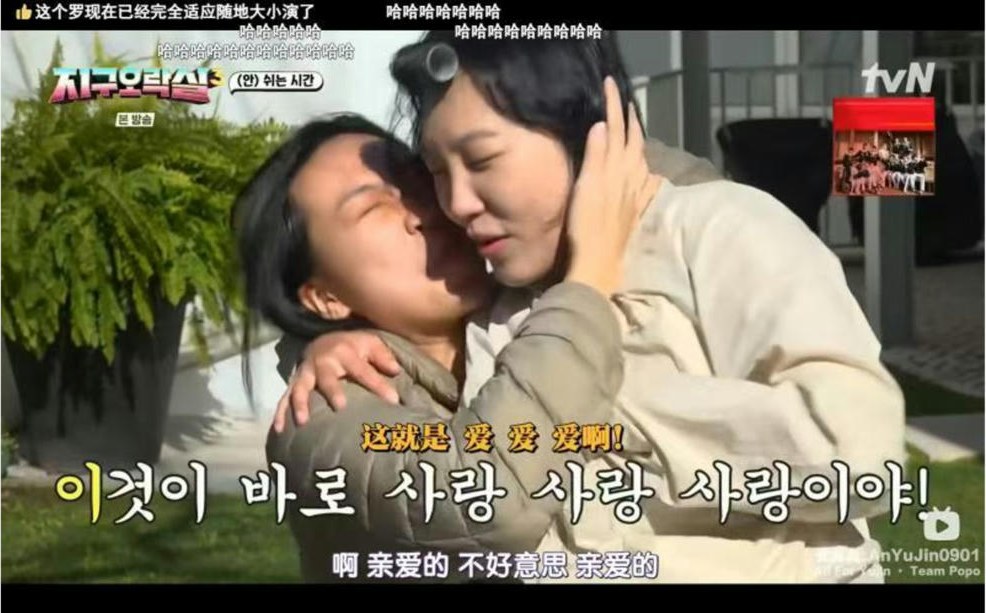 👍这个罗现在已经完全适应随地大小演了
哈哈哈哈哈哈哈
哈哈哈哈哈
哈哈哈哈哈哈哈哈哈
哈哈哈哈哈哈哈哈哈哈哈哈
지구오락실3
(안) 쉬는 시간
tvN
본 방송
这就是 爱 爱 爱啊!
이것이 바로 사랑 사랑 사랑이야!
AnYuJin0901
啊 亲爱的 不好意思 亲爱的
All For Yujin · Team Popo